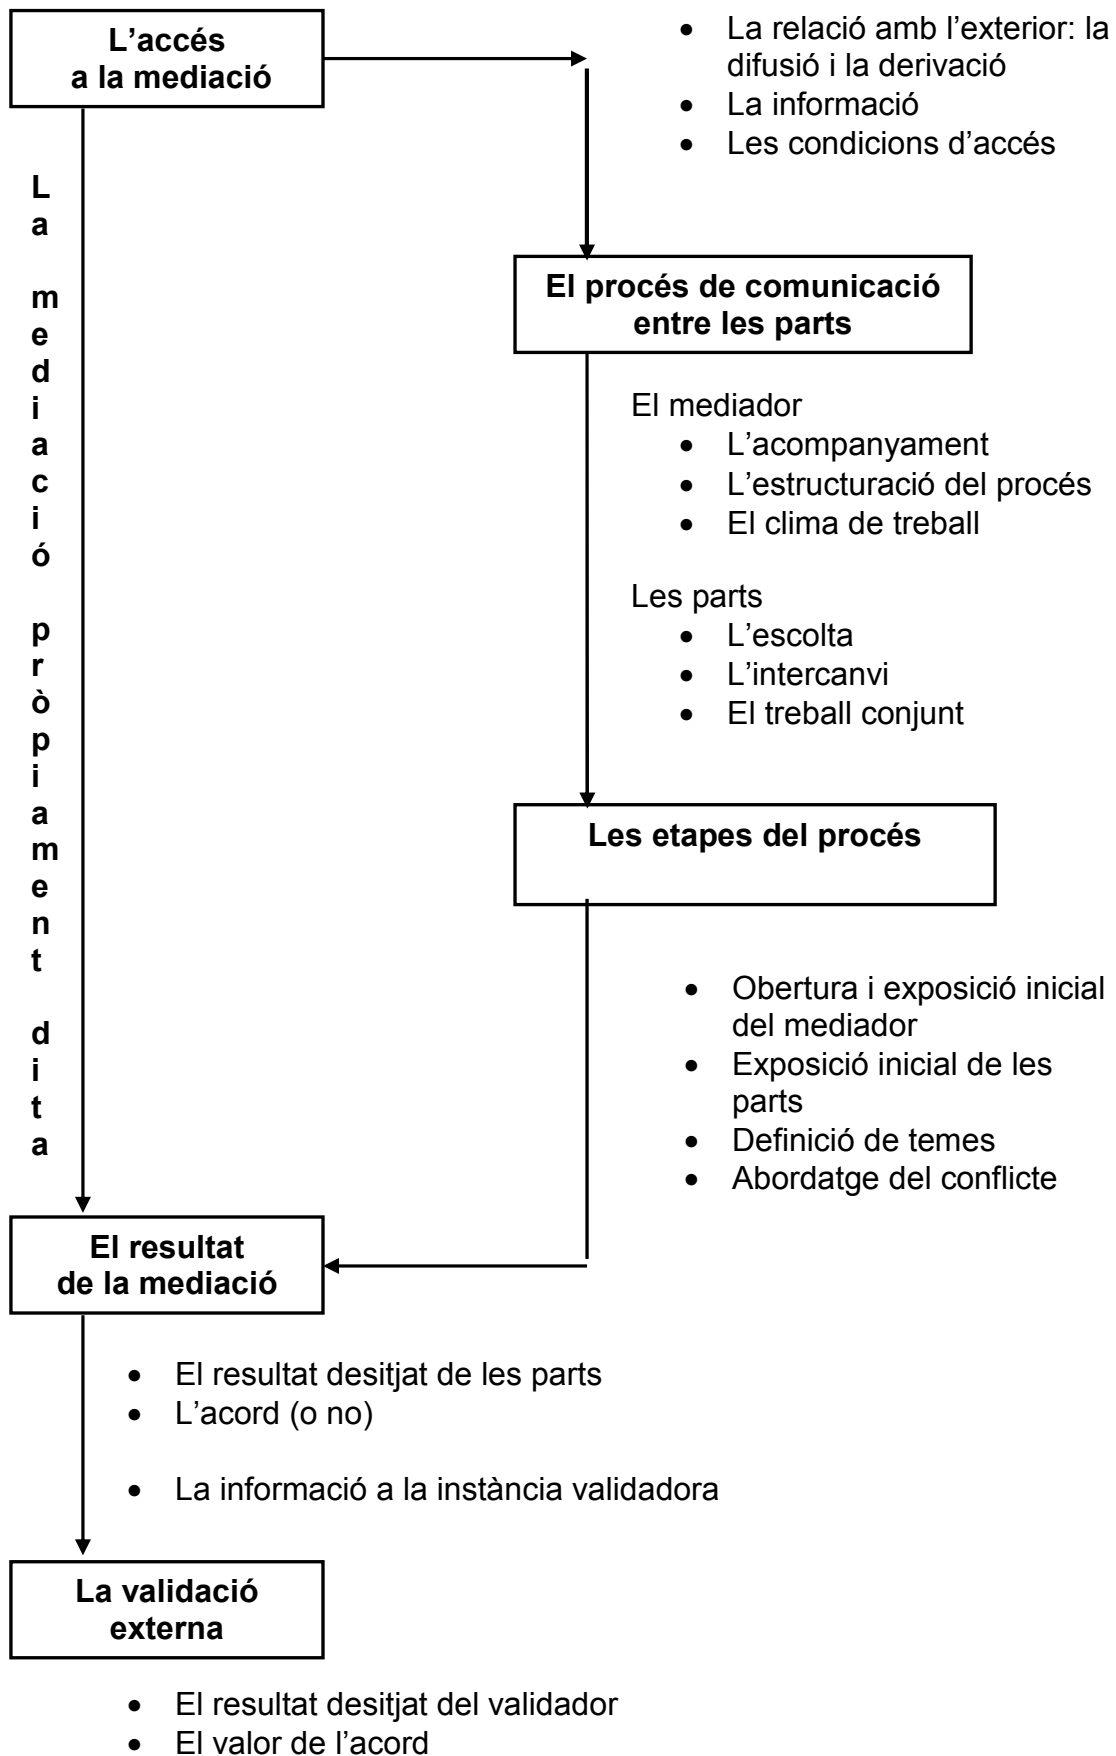 L’accés
a la mediació
• La relació amb l’exterior: la
difusió i la derivació
• La informació
• Les condicions d’accés
La mediació pròpiament dita
El procés de comunicació
entre les parts
El mediador
• L’acompanyament
• L’estructuració del procés
• El clima de treball
Les parts
• L’escolta
• L’intercanvi
• El treball conjunt
Les etapes del procés
• Obertura i exposició inicial
del mediador
• Exposició inicial de les
parts
• Definició de temes
• Abordatge del conflicte
El resultat
de la mediació
• El resultat desitjat de les parts
• L’acord (o no)
• La informació a la instància validadora
La validació
externa
• El resultat desitjat del validador
• El valor de l’acord